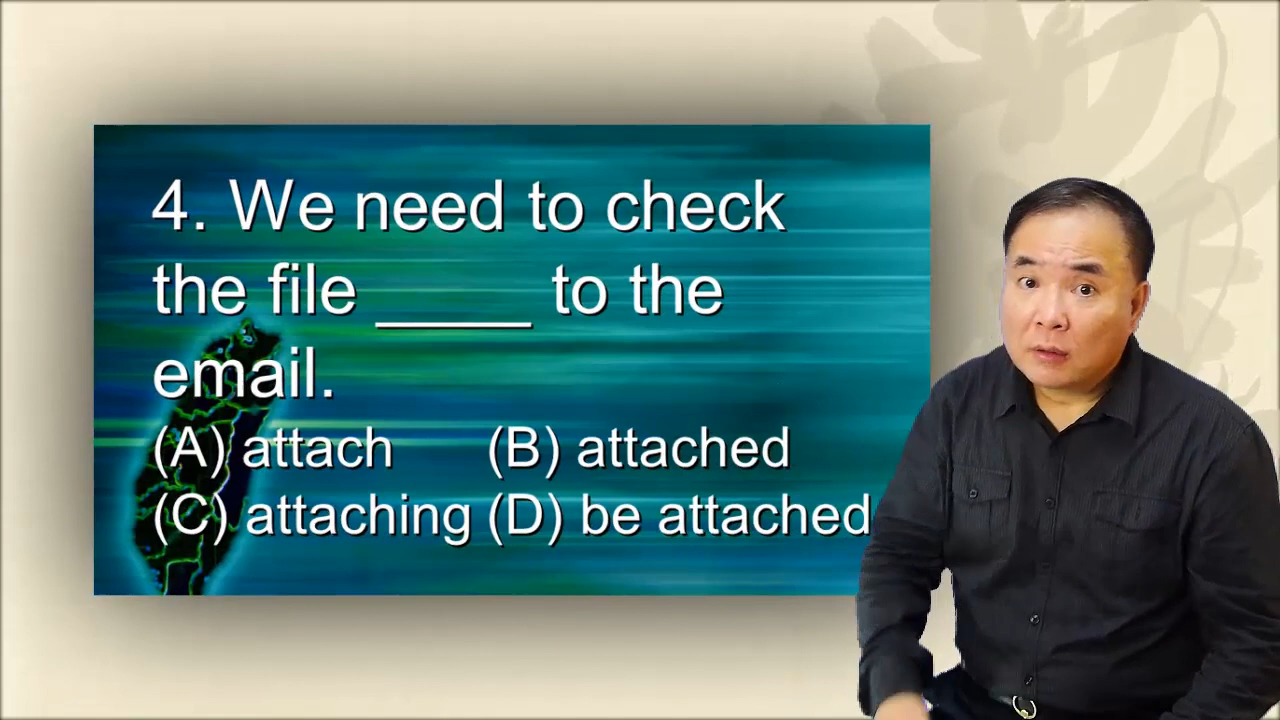 4. We need to check
the file _____ to the
email.
(A) attach (B) attached
(C) attaching (D) be attached